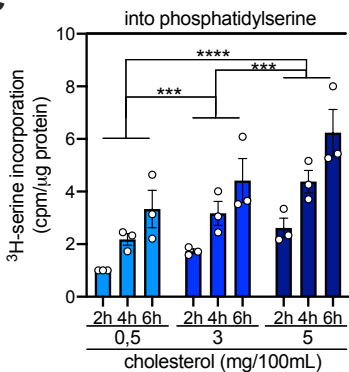 into phosphatidylserine
³H-serine incorporation
(cpm/µg protein)
10
8
6
4
2
0
****
***
***
2h 4h 6h 2h 4h 6h 2h 4h 6h
0,5 3 5
cholesterol (mg/100mL)